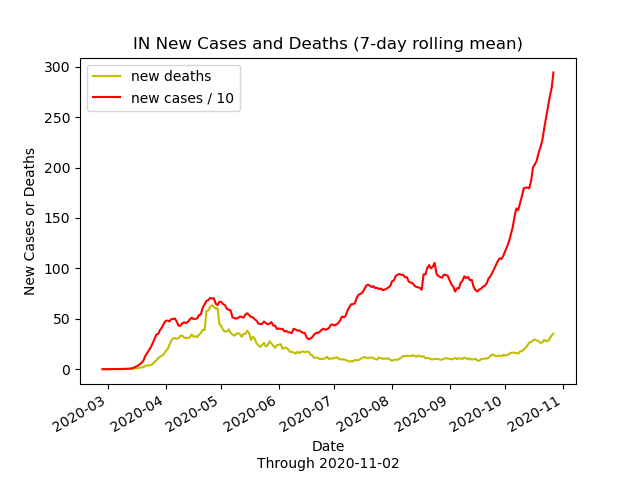 IN New Cases and Deaths (7-day rolling mean)
new deaths
new cases / 10
New Cases or Deaths
300
250
200
150
100
50
0
2020-03
2020-04
2020-05
2020-06
2020-07
2020-08
2020-09
2020-10
2020-11
Date
Through 2020-11-02